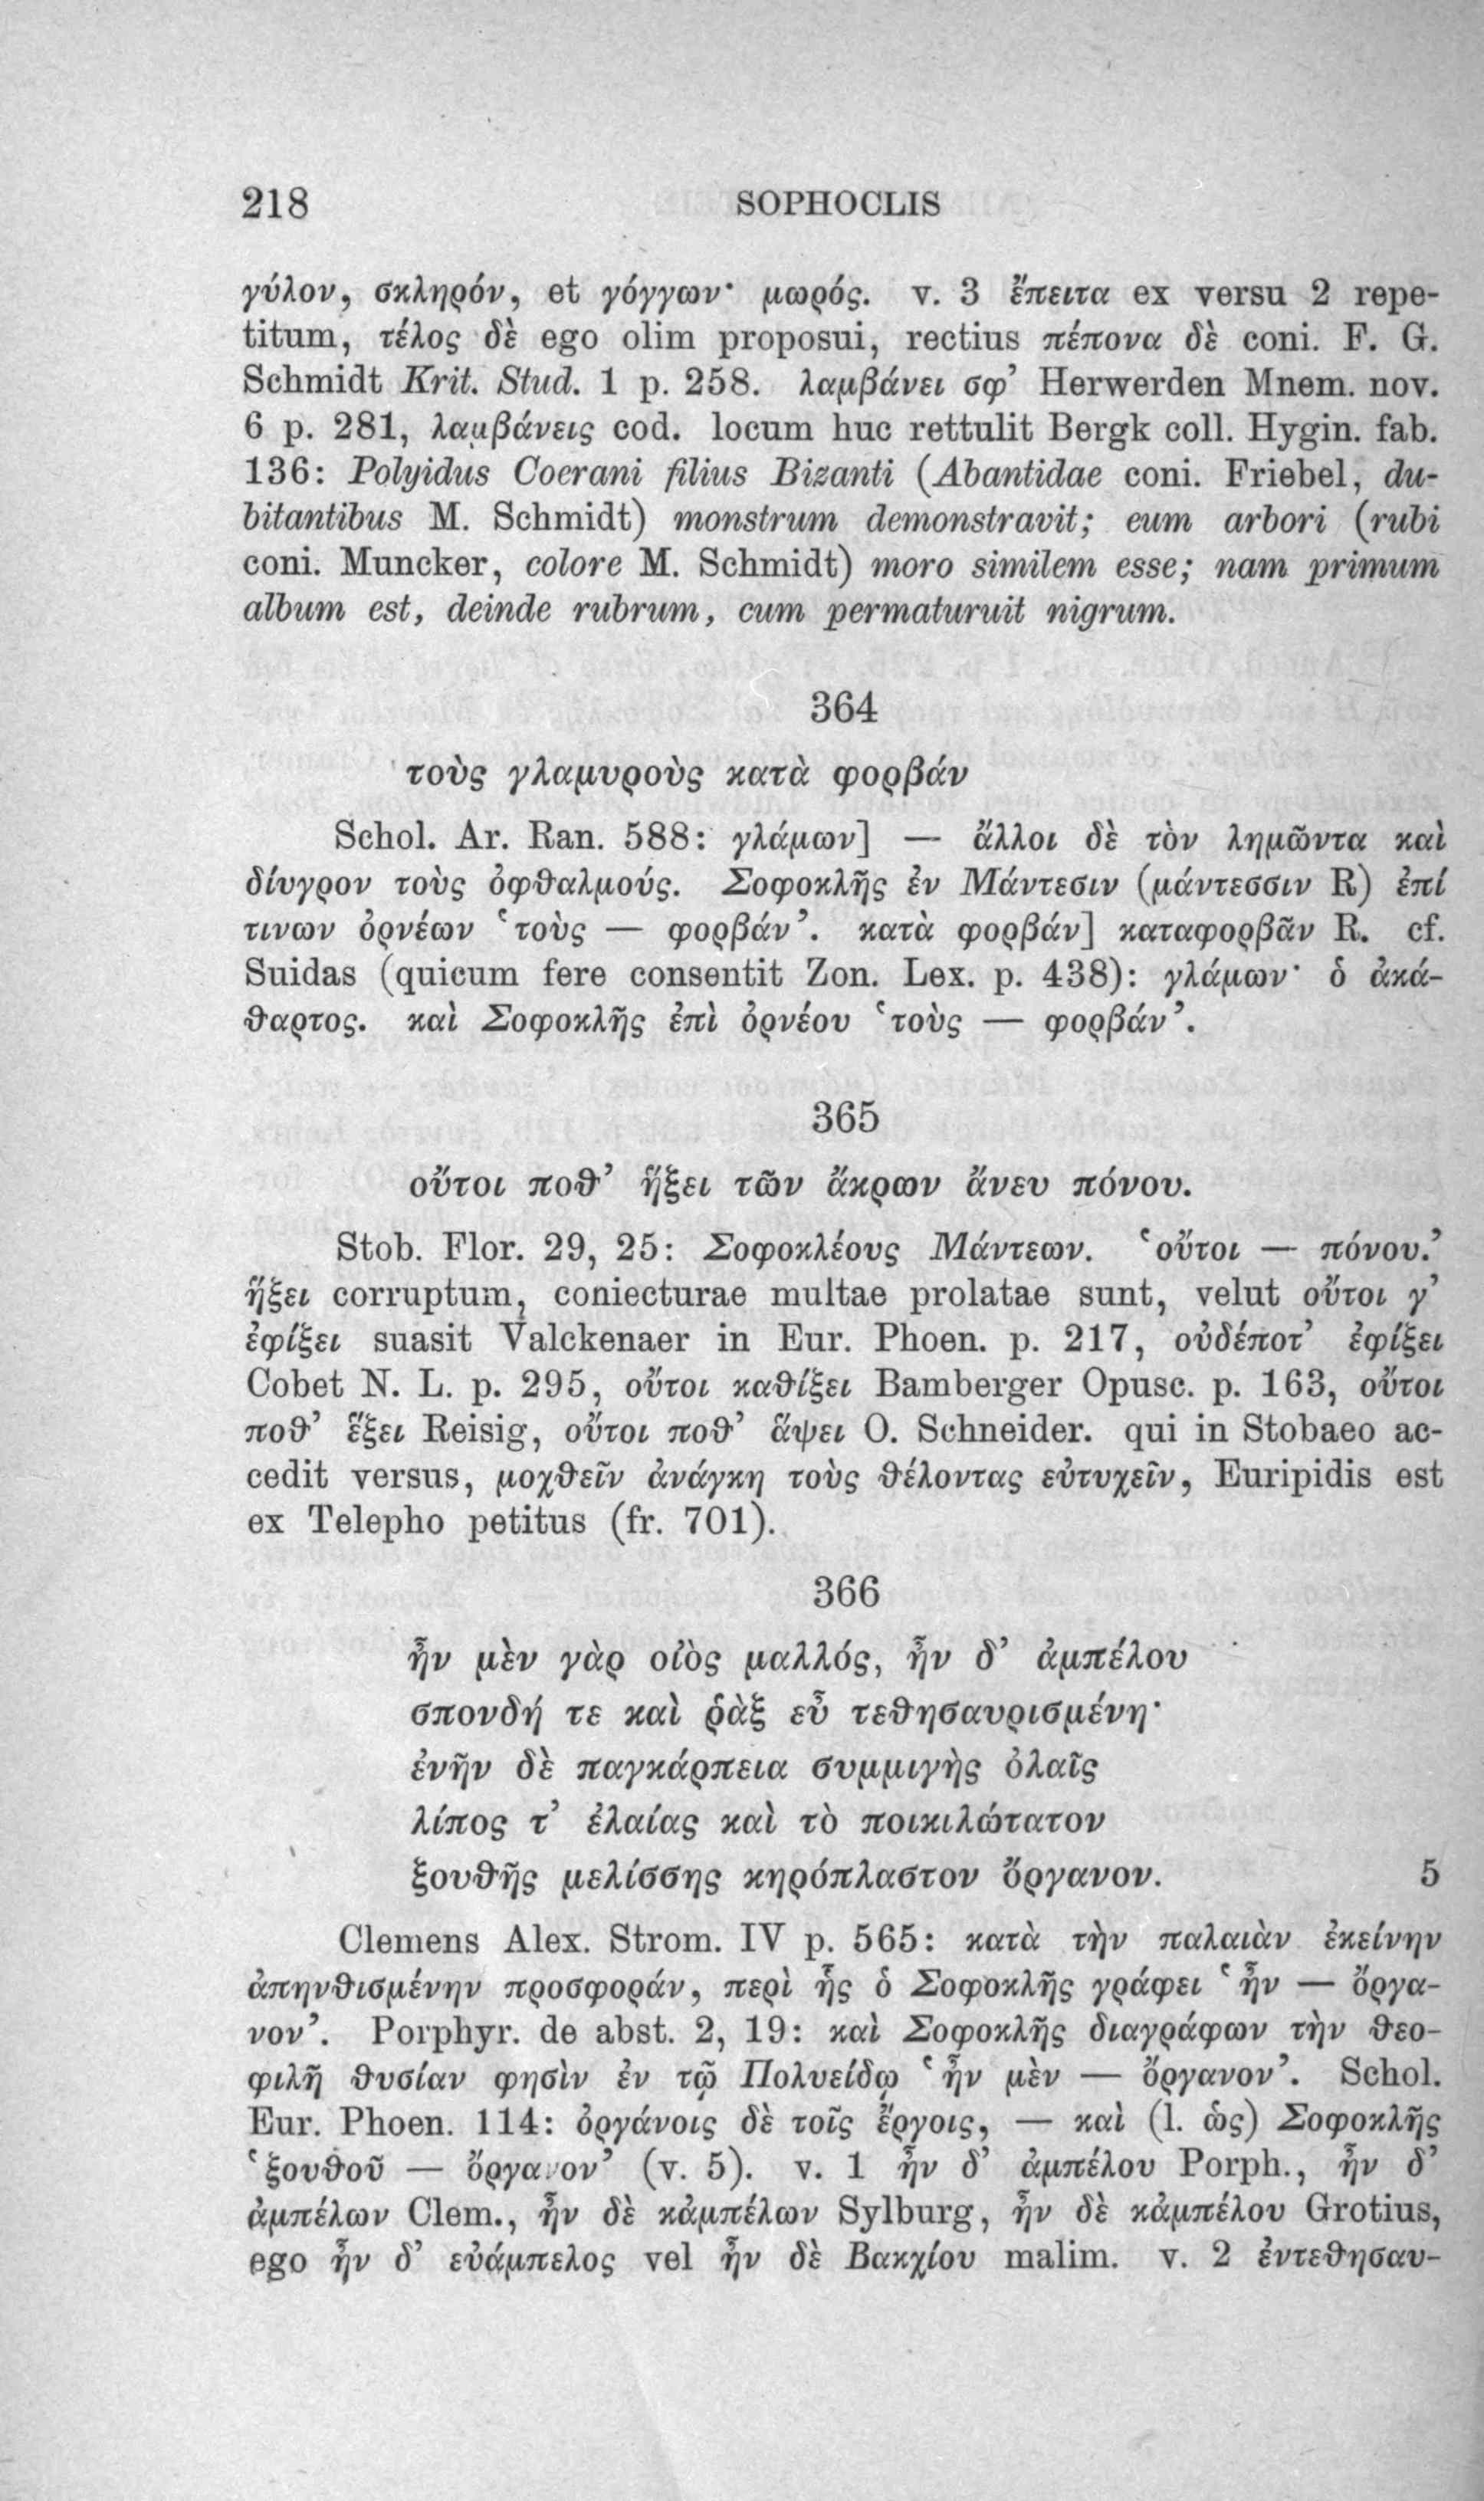 218 SOPHOCLIS
γύλον, σκληρόν, et γόγγων· μωρός. v. 3 ἔπειτα ex versu 2 repe-
titum, τέλος δὲ ego olim proposui, rectius πέπονα δὲ coni. F. G.
Schmidt Krit. Stud. 1 p. 258. λαμβάνει σφ’ Herwerden Mnem. nov.
6 p. 281, λαμβάνεις cod. locum huc rettulit Bergk coll. Hygin. fab.
136: Polyidus Coerani filius Bizanti (Abantidae coni. Friebel, du-
bitantibus M. Schmidt) monstrum demonstravit; eum arbori (rubi
coni. Muncker, colore M. Schmidt) moro similem esse; nam primum
album est, deinde rubrum, cum permaturuit nigrum.
364
τοὺς γλαμυροὺς κατὰ φορβάν
Schol. Ar. Ran. 588: γλάμων] — ἄλλοι δὲ τὸν λημῶντα καὶ
δίυγρον τοὺς ὀφθαλμούς. Σοφοκλῆς ἐν Μάντεσιν (μάντεσσιν R) ἐπί
τινων ὀρνέων ‘τοὺς — φορβάν’. κατὰ φορβάν] καταφορβᾶν R. cf.
Suidas (quicum fere consentit Zon. Lex. p. 438): γλάμων· ὁ ἀκά-
θαρτος. καὶ Σοφοκλῆς ἐπὶ ὀρνέου ‘τοὺς — φορβάν’.
365
οὔτοι ποθ’ ἥξει τῶν ἄκρων ἄνευ πόνου.
Stob. Flor. 29, 25: Σοφοκλέους Μάντεων. ‘οὔτοι — πόνου.’
ἥξει corruptum, coniecturae multae prolatae sunt, velut οὔτοι γ’
ἐφίξει suasit Valckenaer in Eur. Phoen. p. 217, οὐδέποτ’ ἐφίξει
Cobet N. L. p. 295, οὔτοι καθίξει Bamberger Opusc. p. 163, οὔτοι
ποθ’ ἕξει Reisig, οὔτοι ποθ’ ἅψει O. Schneider. qui in Stobaeo ac-
cedit versus, μοχθεῖν ἀνάγκη τοὺς θέλοντας εὐτυχεῖν, Euripidis est
ex Telepho petitus (fr. 701).
366
ἦν μὲν γὰρ οἰὸς μαλλός, ἦν δ’ ἀμπέλου
σπονδή τε καὶ ῥὰξ εὖ τεθησαυρισμένη·
ἐνῆν δὲ παγκάρπεια συμμιγὴς ὀλαῖς
λίπος τ’ ἐλαίας καὶ τὸ ποικιλώτατον
ξουθῆς μελίσσης κηρόπλαστον ὄργανον. 5
Clemens Alex. Strom. IV p. 565: κατὰ τὴν παλαιὰν ἐκείνην
ἀπηνθισμένην προσφοράν, περὶ ἧς ὁ Σοφοκλῆς γράφει ‘ἦν — ὄργα-
νον’. Porphyr. de abst. 2, 19: καὶ Σοφοκλῆς διαγράφων τὴν θεο-
φιλῆ θυσίαν φησὶν ἐν τῷ Πολυείδῳ ‘ἦν μὲν — ὄργανον’. Schol.
Eur. Phoen. 114: ὀργάνοις δὲ τοῖς ἔργοις, — καὶ (l. ὡς) Σοφοκλῆς
‘ξουθοῦ — ὄργανον’ (v. 5). v. 1 ἦν δ’ ἀμπέλου Porph., ἦν δ’
ἀμπέλων Clem., ἦν δὲ κἀμπέλων Sylburg, ἦν δὲ κἀμπέλου Grotius,
ego ἦν δ’ εὐάμπελος vel ἦν δὲ Βακχίου malim. v. 2 ἐντεθησαυ-